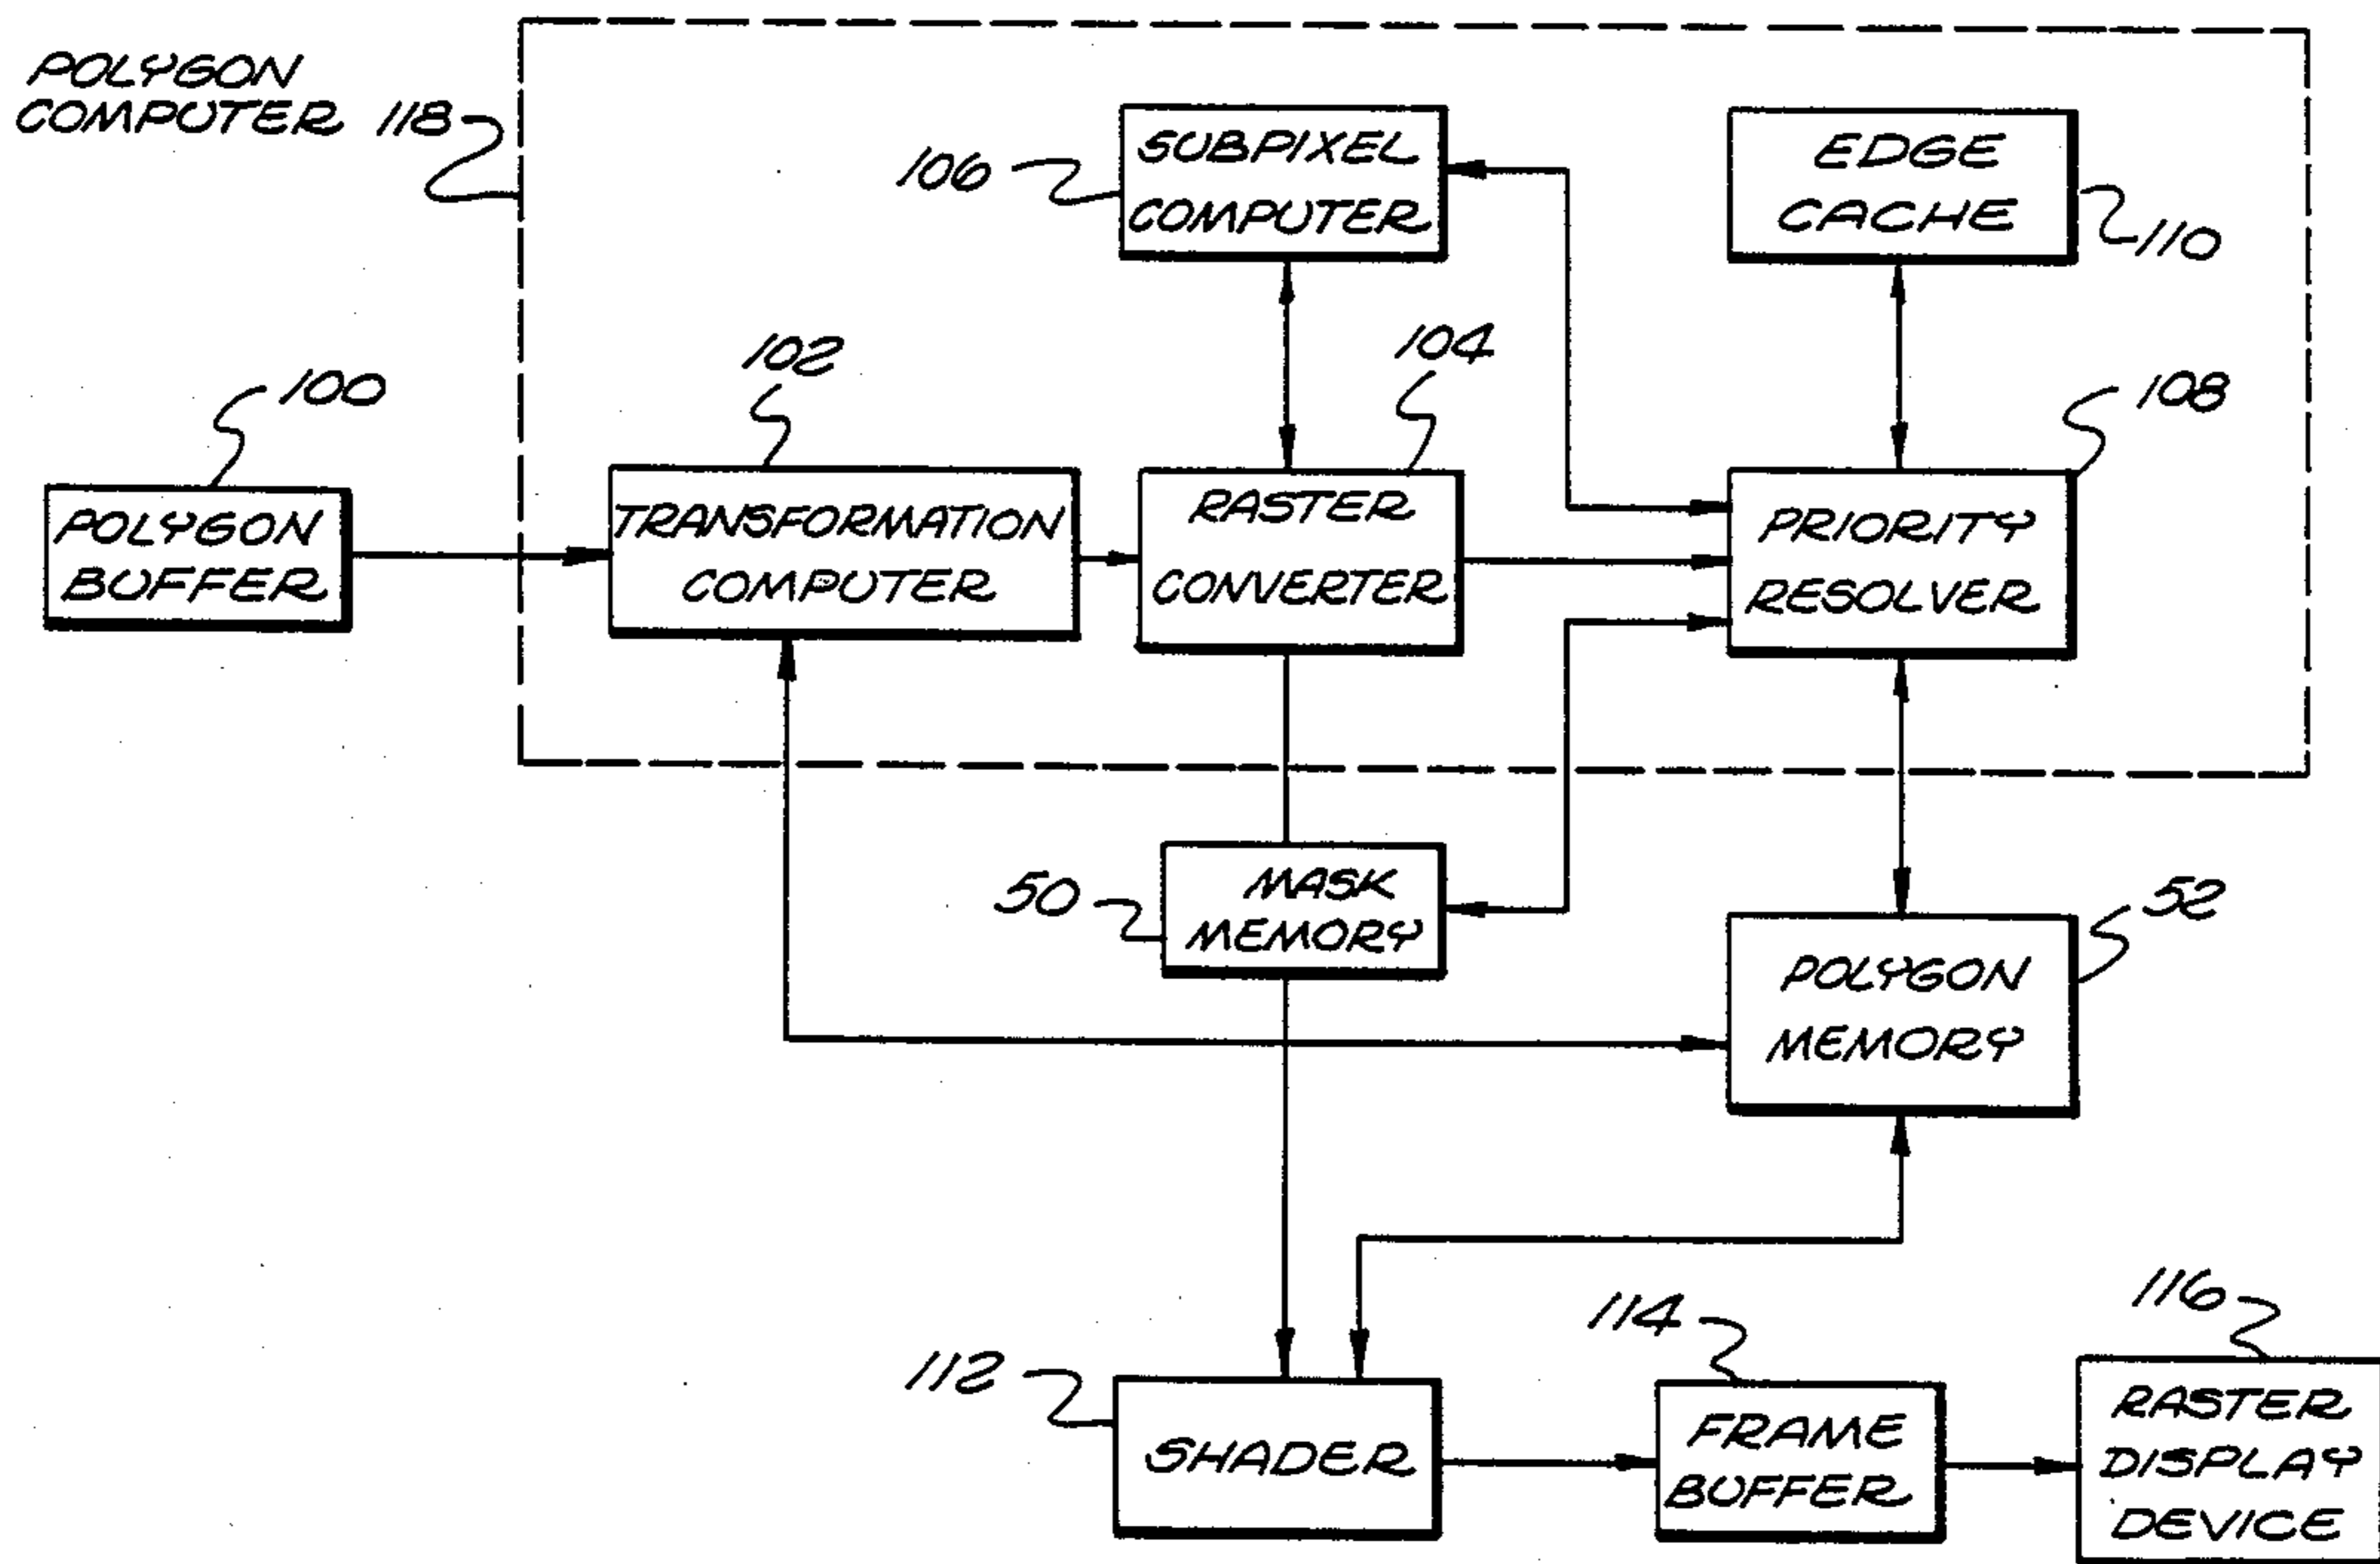 POLYGON
COMPUTER 118
SUBPIXEL
COMPUTER
106
EDGE
CACHE
110
102
104
100
108
POLYGON
BUFFER
TRANSFORMATION
COMPUTER
RASTER
CONVERTER
PRIORITY
RESOLVER
50
MASK
MEMORY
52
POLYGON
MEMORY
112
SHADER
114
FRAME
BUFFER
116
RASTER
DISPLAY
DEVICE